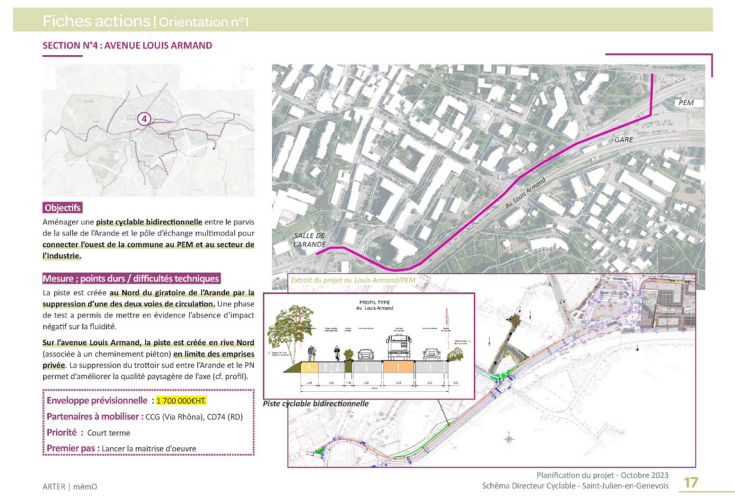 Fiches actions | Orientation n°1
SECTION N°4 : AVENUE LOUIS ARMAND
4
Objectifs
Aménager une piste cyclable bidirectionnelle entre le parvis
de la salle de l'Arande et le pôle d'échange multimodal pour
connecter l'ouest de la commune au PEM et au secteur de
l'Industrie.
Mesure ; points durs / difficultés techniques
La piste est créée au Nord du giratoire de l'Arande par la
suppression d'une des deux voies de circulation. Une phase
de test a permis de mettre en évidence l'absence d'impact
négatif sur la fluidité.
Sur l'avenue Louis Armand, la piste est créée en rive Nord
(associée à un cheminement piéton) en limite des emprises
privée. La suppression du trottoir sud entre l'Arande et le PN
permet d'améliorer la qualité paysagère de l'axe (cf. profil).
Enveloppe prévisionnelle : 1 700 000€HT.
Partenaires à mobiliser : CCG (Via Rhôna), CD74 (RD)
Priorité : Court terme
Premier pas : Lancer la maitrise d'oeuvre
PEM
GARE
Av. Louis Armand
SALLE DE
L'ARANDE
Extrait du projet av. Louis Armand/PEM
PROFIL TYPE
Av. Louis Armand
Piste cyclable bidirectionnelle
ARTER | mémO
Planification du projet - Octobre 2023
Schéma Directeur Cyclable - Saint-Julien-en-Genevois
17